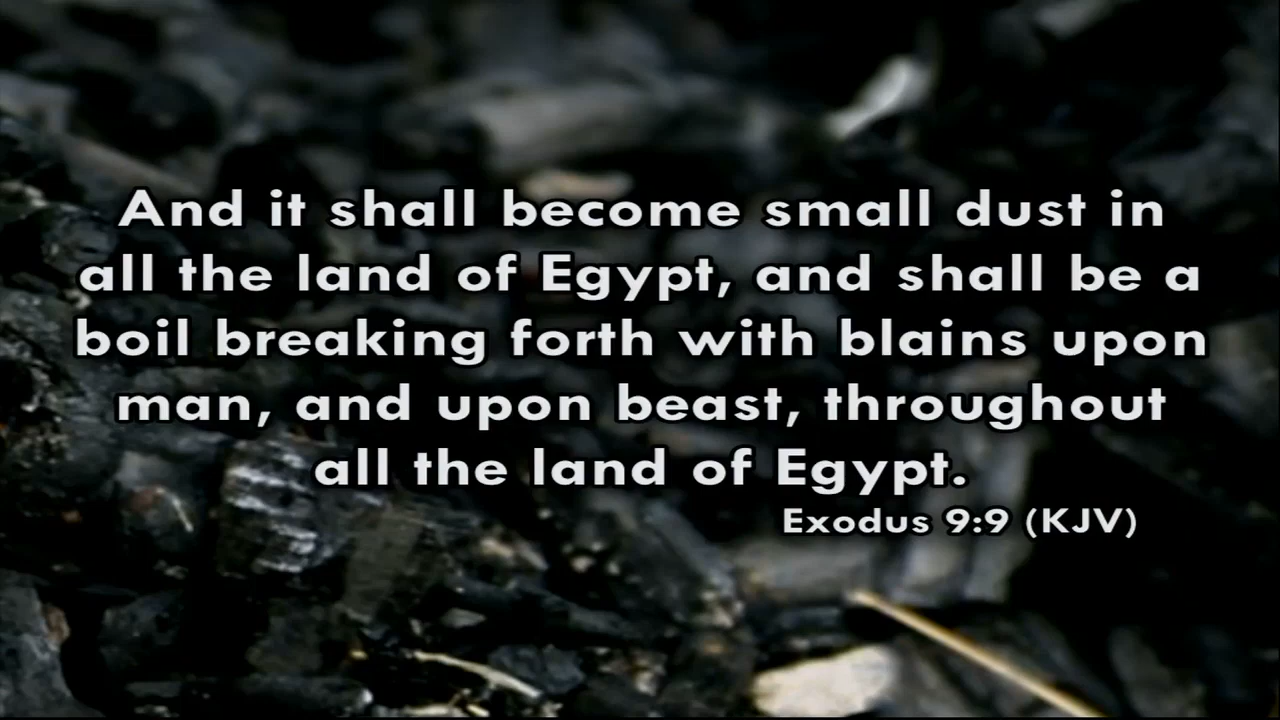 And it shall become small dust in
all the land of Egypt, and shall be a
boil breaking forth with blains upon
man, and upon beast, throughout
all the land of Egypt.
Exodus 9:9 (KJV)